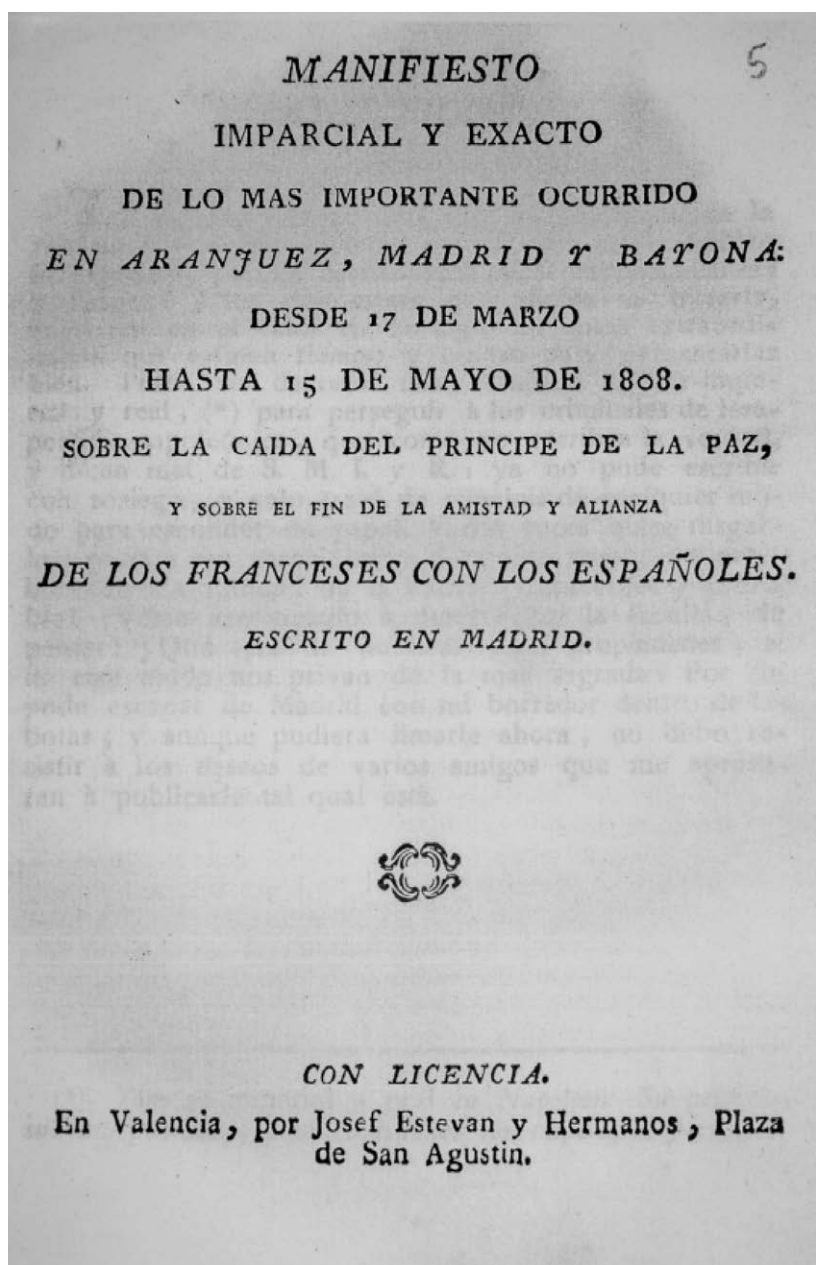 5
MANIFIESTO
IMPARCIAL Y EXACTO
DE LO MAS IMPORTANTE OCURRIDO
EN ARANJUEZ, MADRID Y BAYONA:
DESDE 17 DE MARZO
HASTA 15 DE MAYO DE 1808.
SOBRE LA CAIDA DEL PRINCIPE DE LA PAZ,
Y SOBRE EL FIN DE LA AMISTAD Y ALIANZA
DE LOS FRANCESES CON LOS ESPAÑOLES.
ESCRITO EN MADRID.
CON LICENCIA.
En Valencia, por Josef Estevan y Hermanos, Plaza
de San Agustin.